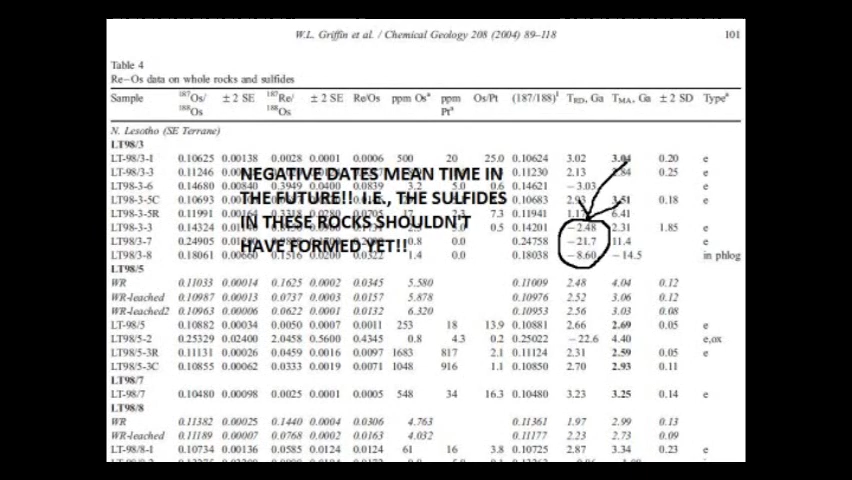 W.L. Griffin et al. / Chemical Geology 208 (2004) 89–118 101
Table 4
Re–Os data on whole rocks and sulfides
Sample 187Os/188Os ± 2 SE 187Re/188Os ± 2 SE Re/Os ppm Osa ppm Pta Os/Pt (187/188)I TRD, Ga TMA, Ga ± 2 SD Typea
N. Lesotho (SE Terrane)
LT98/3
LT-98/3-1 0.10625 0.00138 0.0028 0.0001 0.0006 500 20 25.0 0.10624 3.02 3.04 0.20 e
LT-98/3-3 0.11246 0.11230 2.13 2.84 0.25 e
NEGATIVE DATES MEAN TIME IN
LT98/3-6 0.14680 0.00840 0.3949 0.0400 0.0839 3.2 5.0 0.6 0.14621 −3.03 e
THE FUTURE!! I.E., THE SULFIDES
LT98/3-5C 0.10693 0.10683 2.93 3.51 0.18 e
LT98/3-5R 0.11991 7.3 0.11941 1.17 6.41
IN THESE ROCKS SHOULDN'T
LT98/3-3 0.14324 0.5 0.14201 −2.48 2.31 1.85 e
LT98/3-7 0.24905 0.8 0.0 0.24758 −21.7 11.4 e
HAVE FORMED YET!!
LT98/3-8 0.18061 0.00660 0.1516 0.0200 0.0322 1.4 0.0 0.18038 −8.60 −14.5 in phlog
LT98/5
WR 0.11033 0.00014 0.1625 0.0002 0.0345 5.580 0.11009 2.48 4.04 0.12
WR-leached 0.10987 0.00013 0.0737 0.0003 0.0157 5.878 0.10976 2.52 3.06 0.12
WR-leached2 0.10963 0.00006 0.0622 0.0001 0.0132 6.320 0.10953 2.56 3.03 0.08
LT-98/5 0.10882 0.00034 0.0050 0.0007 0.0011 253 18 13.9 0.10881 2.66 2.69 0.05 e
LT98/5-2 0.25329 0.02400 2.0458 0.5600 0.4345 0.8 4.3 0.2 0.25022 −22.6 4.40 e,ox
LT98/5-3R 0.11131 0.00026 0.0459 0.0016 0.0097 1683 817 2.1 0.11124 2.31 2.59 0.05 e
LT98/5-3C 0.10855 0.00062 0.0333 0.0019 0.0071 1048 916 1.1 0.10850 2.70 2.93 0.11
LT98/7
LT-98/7 0.10480 0.00098 0.0025 0.0001 0.0005 548 34 16.3 0.10480 3.23 3.25 0.14 e
LT98/8
WR 0.11382 0.00025 0.1440 0.0004 0.0306 4.763 0.11361 1.97 2.99 0.13
WR-leached 0.11189 0.00007 0.0768 0.0002 0.0163 4.032 0.11177 2.23 2.73 0.09
LT-98/8-1 0.10734 0.00136 0.0585 0.0124 0.0124 61 16 3.8 0.10725 2.87 3.34 0.23 e